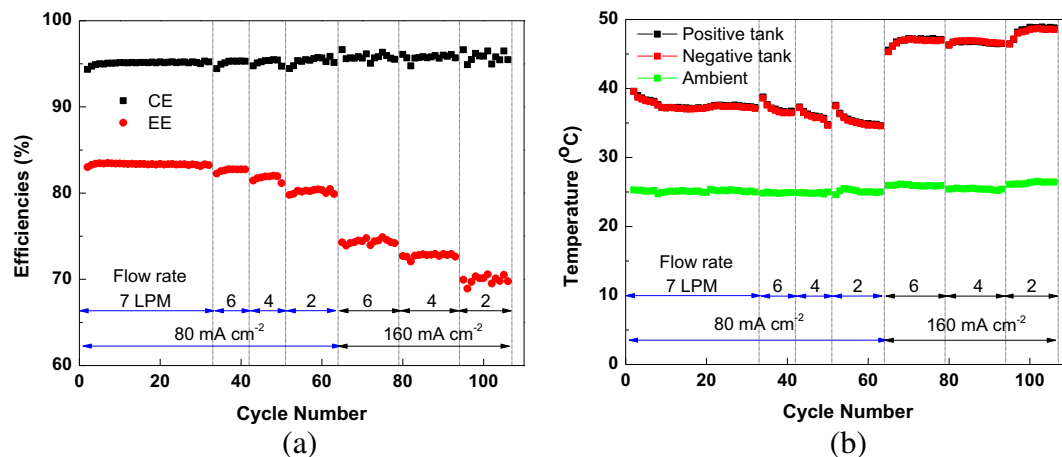 100
90
80
70
60
Efficiencies (%)
CE
EE
Flow rate
7 LPM 6 4 2 6 4 2
80 mA cm-2 160 mA cm-2
0 20 40 60 80 100
Cycle Number
(a)
50
40
30
20
10
0
Temperature (OC)
Positive tank
Negative tank
Ambient
Flow rate
7 LPM 6 4 2 6 4 2
80 mA cm-2 160 mA cm-2
0 20 40 60 80 100
Cycle Number
(b)